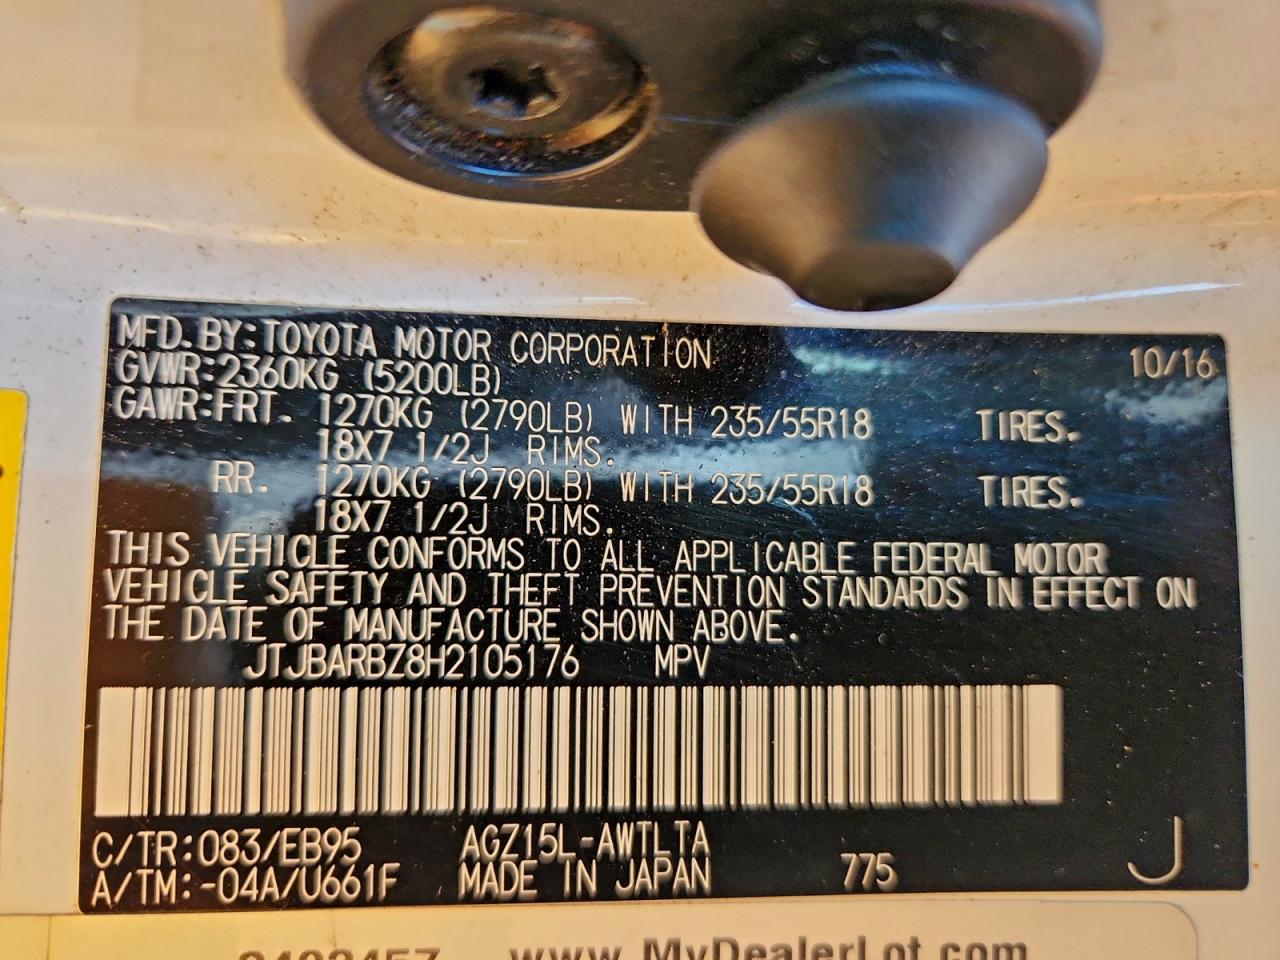 MFD. BY: TOYOTA MOTOR CORPORATION 10/16
GVWR: 2360KG (5200LB)
GAWR: FRT. 1270KG (2790LB) WITH 235/55R18 TIRES.
18X7 1/2J RIMS.
RR. 1270KG (2790LB) WITH 235/55R18 TIRES.
18X7 1/2J RIMS.
THIS VEHICLE CONFORMS TO ALL APPLICABLE FEDERAL MOTOR
VEHICLE SAFETY AND THEFT PREVENTION STANDARDS IN EFFECT ON
THE DATE OF MANUFACTURE SHOWN ABOVE.
JTJBARBZ8H2105176 MPV
C/TR: 083/EB95 AGZ15L-AWTLTA
A/TM: -04A/U661F MADE IN JAPAN 775 J
www.MyDealerLot.com